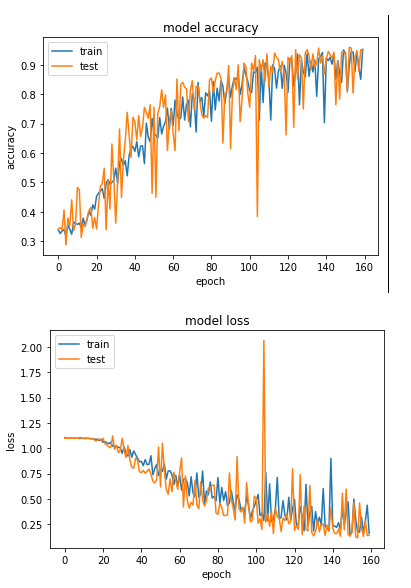 model accuracy
train
test
0.9
0.8
0.7
0.6
0.5
0.4
0.3
accuracy
0 20 40 60 80 100 120 140 160
epoch
model loss
train
test
2.00
1.75
1.50
1.25
1.00
0.75
0.50
0.25
loss
0 20 40 60 80 100 120 140 160
epoch